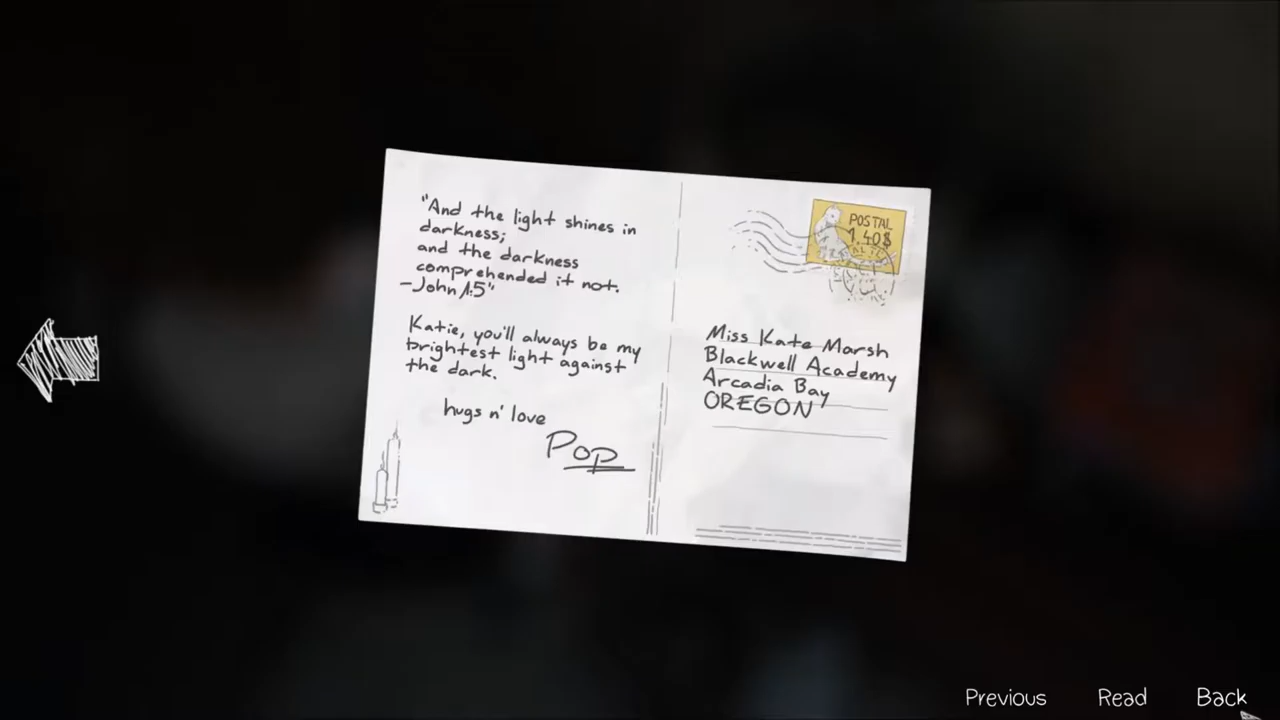 "And the light shines in
darkness;
and the darkness
comprehended it not.
-John 1:5"
Katie, you'll always be my
brightest light against
the dark.
hugs n' love
Pop
POSTAL
1.40$
Miss Kate Marsh
Blackwell Academy
Arcadia Bay
OREGON
Previous
Read
Back